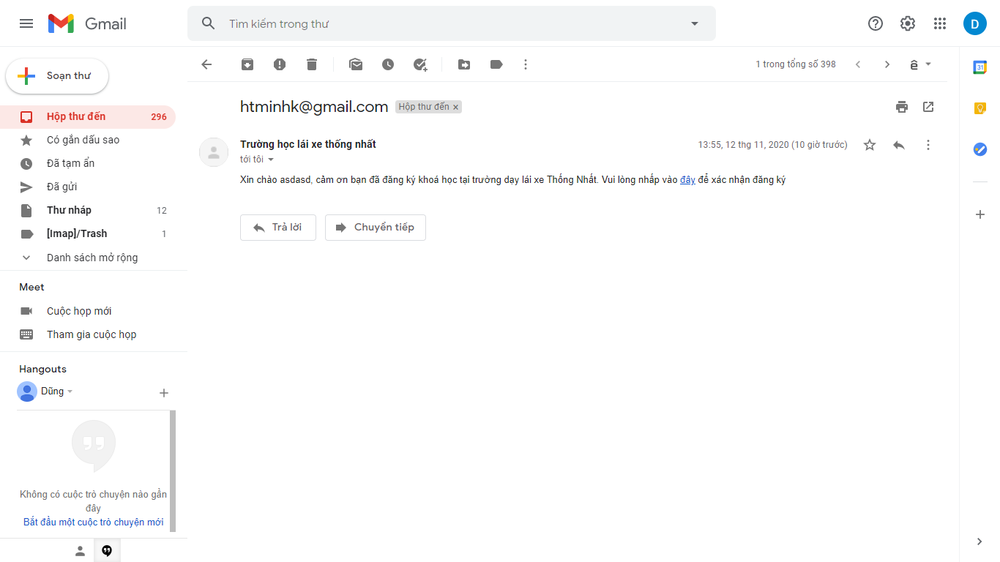 Gmail
Tìm kiếm trong thư
D
Soạn thư
1 trong tổng số 398
ê
31
htminhk@gmail.com Hộp thư đến ×
Hộp thư đến 296
Có gắn dấu sao
Đã tạm ẩn
Đã gửi
Thư nháp 12
[Imap]/Trash 1
Danh sách mở rộng
Trường học lái xe thống nhất
13:55, 12 thg 11, 2020 (10 giờ trước)
tới tôi
Xin chào asdasd, cảm ơn bạn đã đăng ký khoá học tại trường dạy lái xe Thống Nhất. Vui lòng nhấp vào đây để xác nhận đăng ký
Trả lời
Chuyển tiếp
Meet
Cuộc họp mới
Tham gia cuộc họp
Hangouts
Dũng
Không có cuộc trò chuyện nào gần
đây
Bắt đầu một cuộc trò chuyện mới